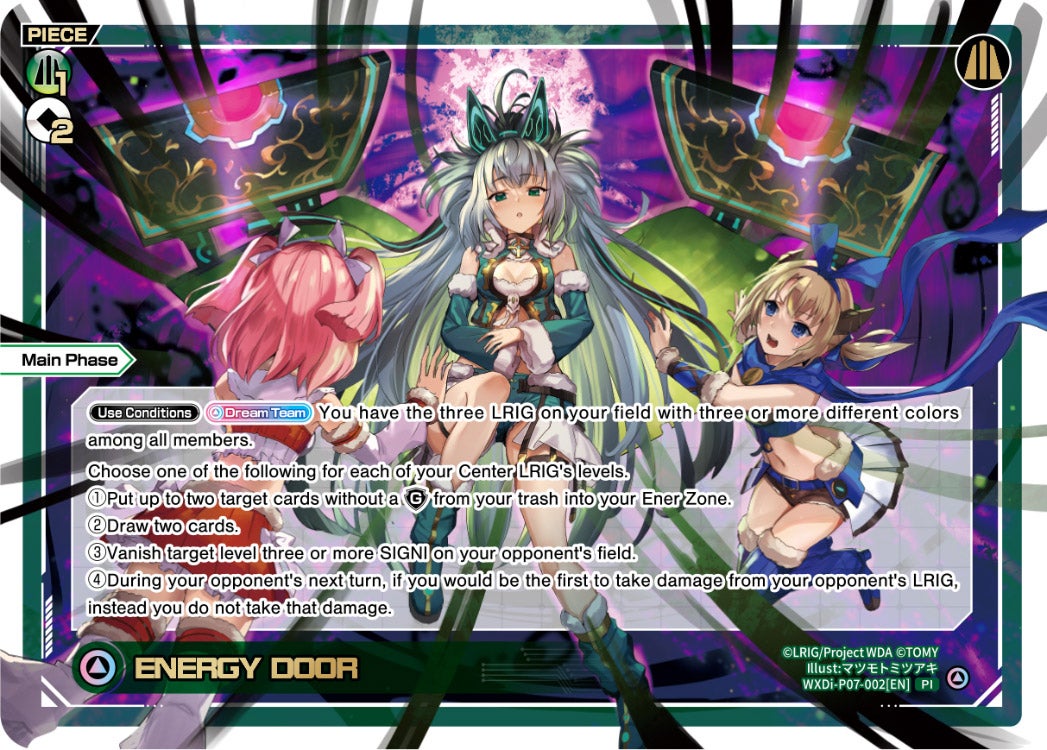 PIECE
1
2
Main Phase
Use Conditions Dream Team You have the three LRIG on your field with three or more different colors
among all members.
Choose one of the following for each of your Center LRIG's levels.
①Put up to two target cards without a G from your trash into your Ener Zone.
②Draw two cards.
③Vanish target level three or more SIGNI on your opponent's field.
④During your opponent's next turn, if you would be the first to take damage from your opponent's LRIG,
instead you do not take that damage.
ENERGY DOOR
©LRIG/Project WDA ©TOMY
Illust:マツモトミツアキ
WXDi-P07-002[EN] PI